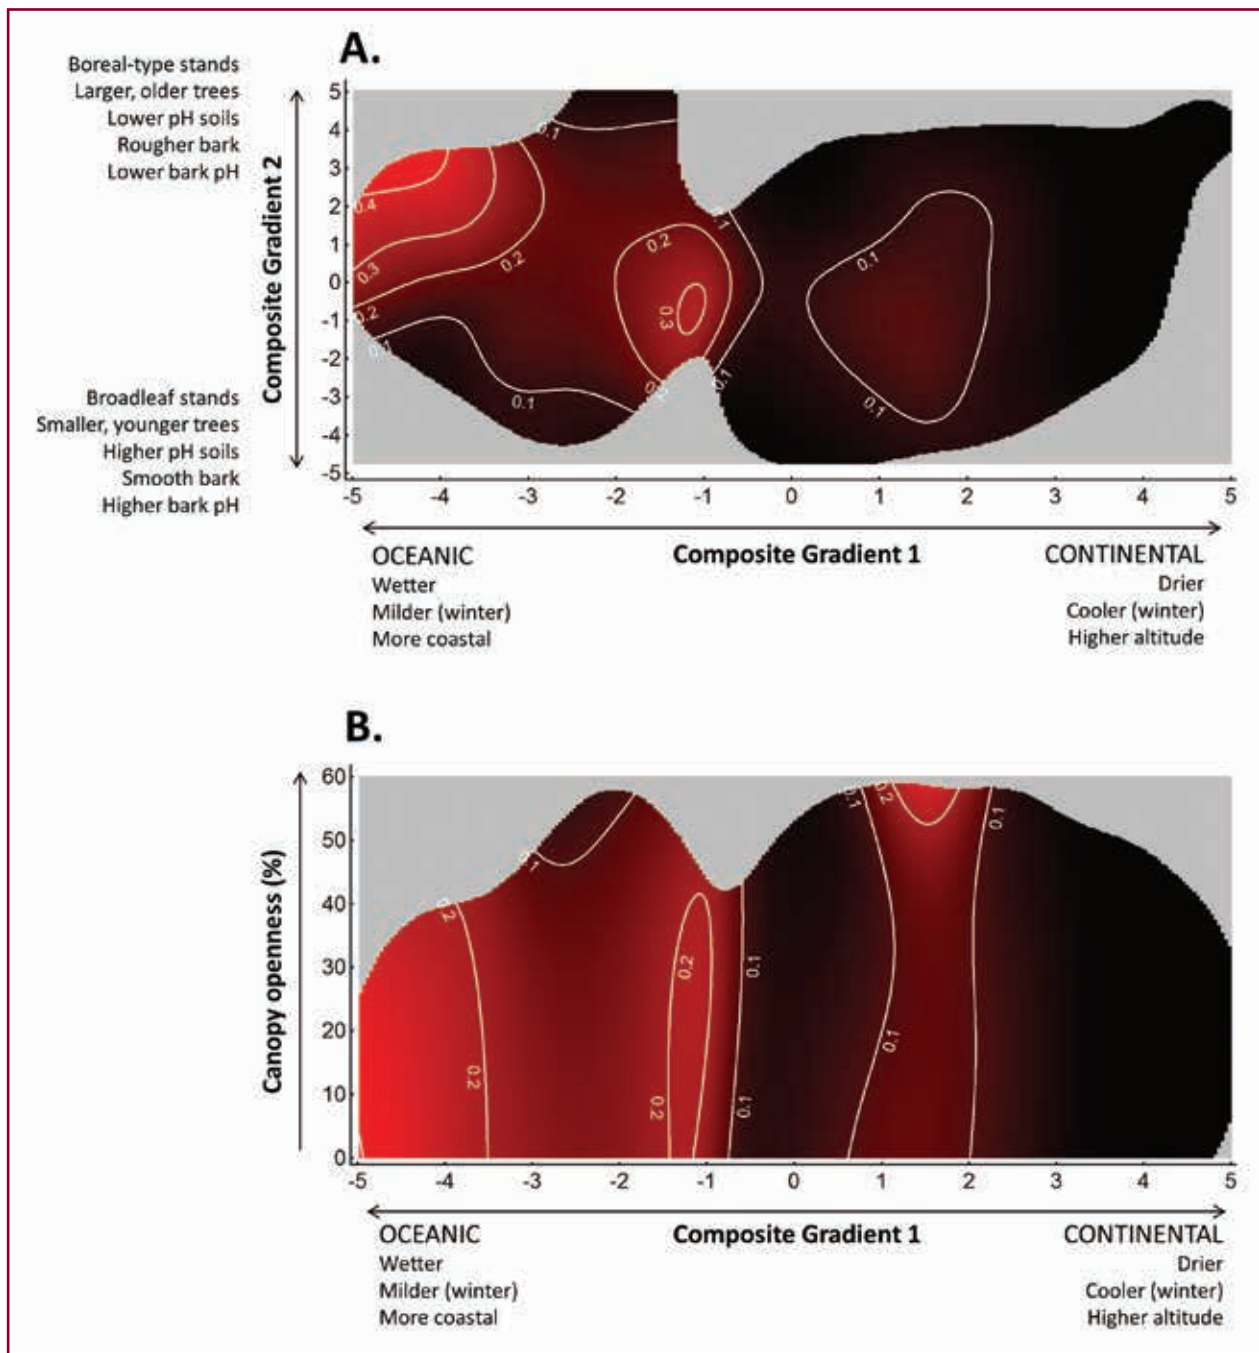 A.
Boreal-type stands
Larger, older trees
Lower pH soils
Rougher bark
Lower bark pH
Broadleaf stands
Smaller, younger trees
Higher pH soils
Smooth bark
Higher bark pH
Composite Gradient 2
5
4
3
2
1
0
-1
-2
-3
-4
-5
0.1
0.4
0.3
0.2
0.2
0.1
0.1
0.2
0.3
0.1
0.1
0.1
0.1
-5 -4 -3 -2 -1 0 1 2 3 4 5
OCEANIC Composite Gradient 1 CONTINENTAL
Wetter Drier
Milder (winter) Cooler (winter)
More coastal Higher altitude
B.
Canopy openness (%)
60
50
40
30
20
10
0
0.2
0.2
0.1
0.2
0.2
0.1
0.1
0.1
0.1
0.2
0.1
-5 -4 -3 -2 -1 0 1 2 3 4 5
OCEANIC Composite Gradient 1 CONTINENTAL
Wetter Drier
Milder (winter) Cooler (winter)
More coastal Higher altitude